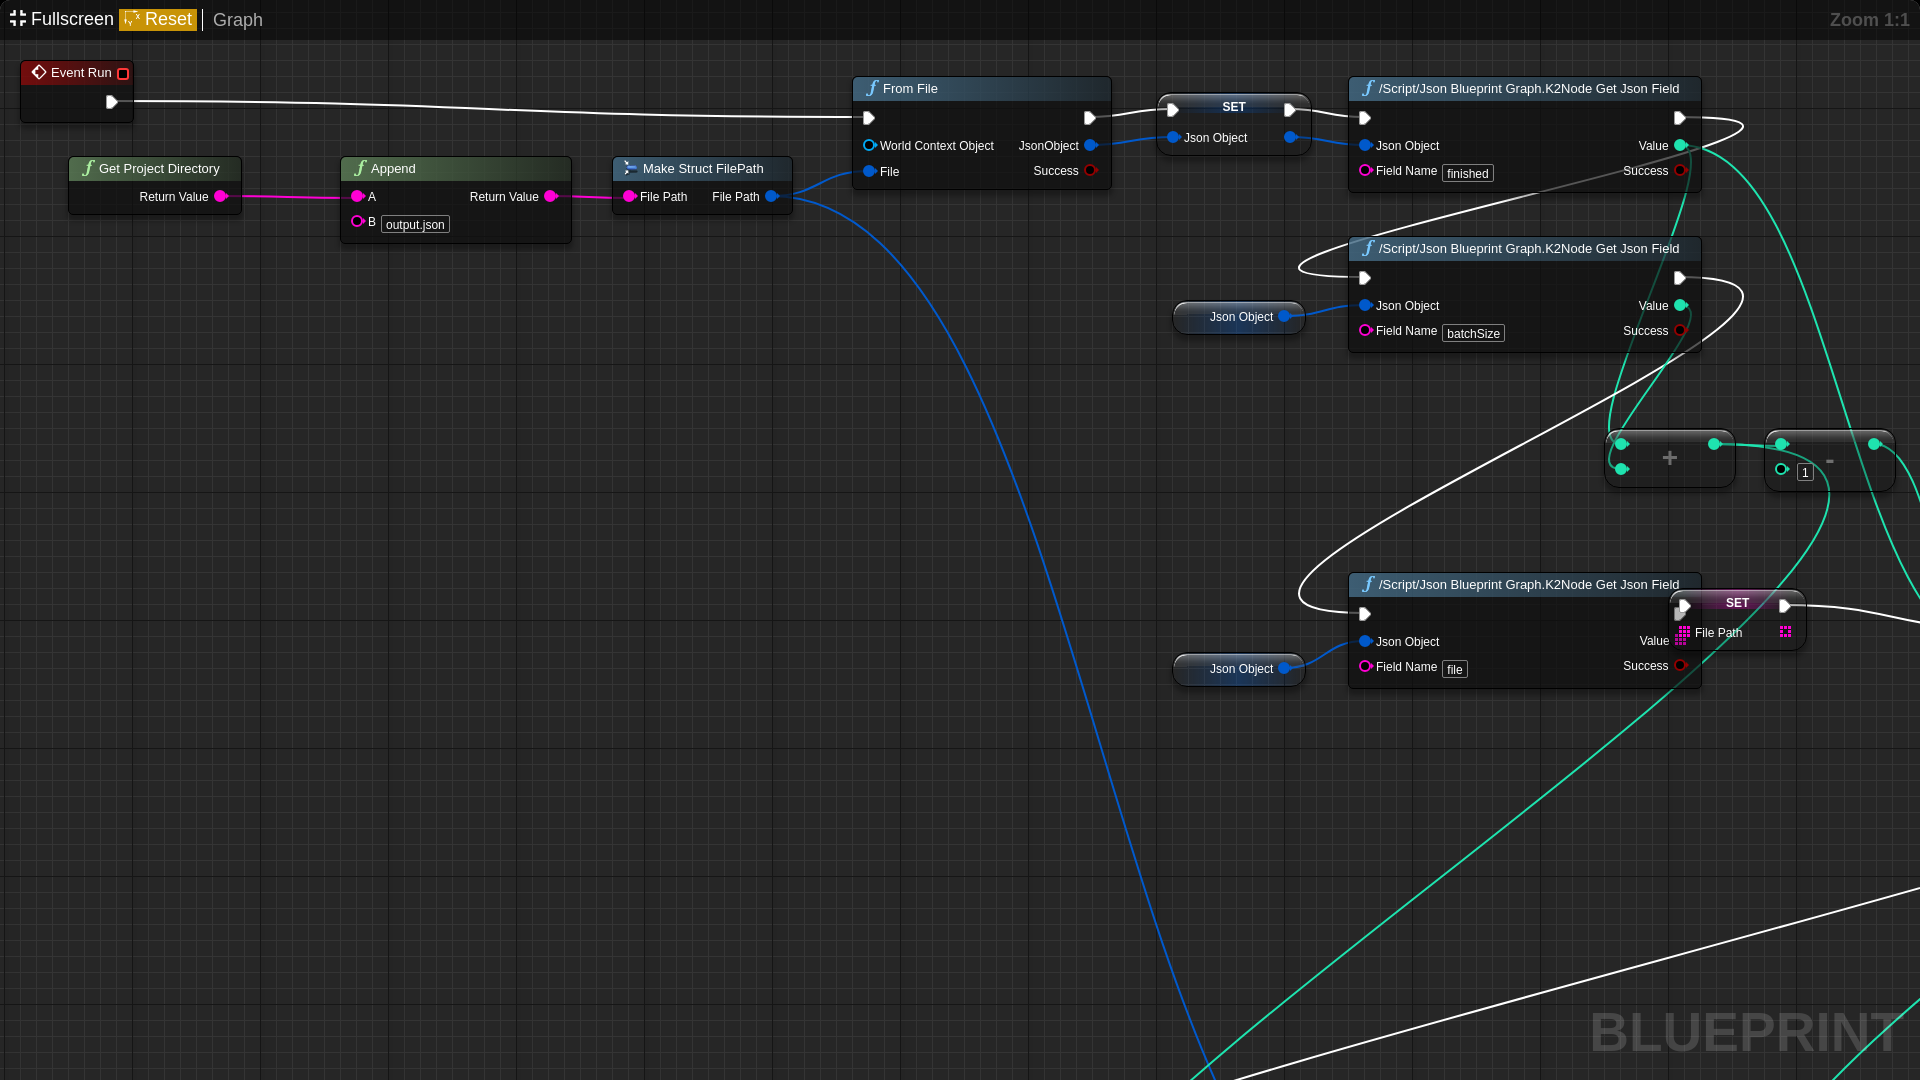 Fullscreen Reset Graph
Zoom 1:1
Event Run
Get Project Directory
Return Value
Append
A Return Value
B output.json
Make Struct FilePath
File Path File Path
From File
World Context Object JsonObject
File Success
SET
Json Object
/Script/Json Blueprint Graph.K2Node Get Json Field
Json Object Value
Field Name finished Success
/Script/Json Blueprint Graph.K2Node Get Json Field
Json Object Value
Field Name batchSize Success
Json Object
+
-
1
/Script/Json Blueprint Graph.K2Node Get Json Field
Json Object Value
Field Name file Success
SET
File Path
Json Object
BLUEPRINT